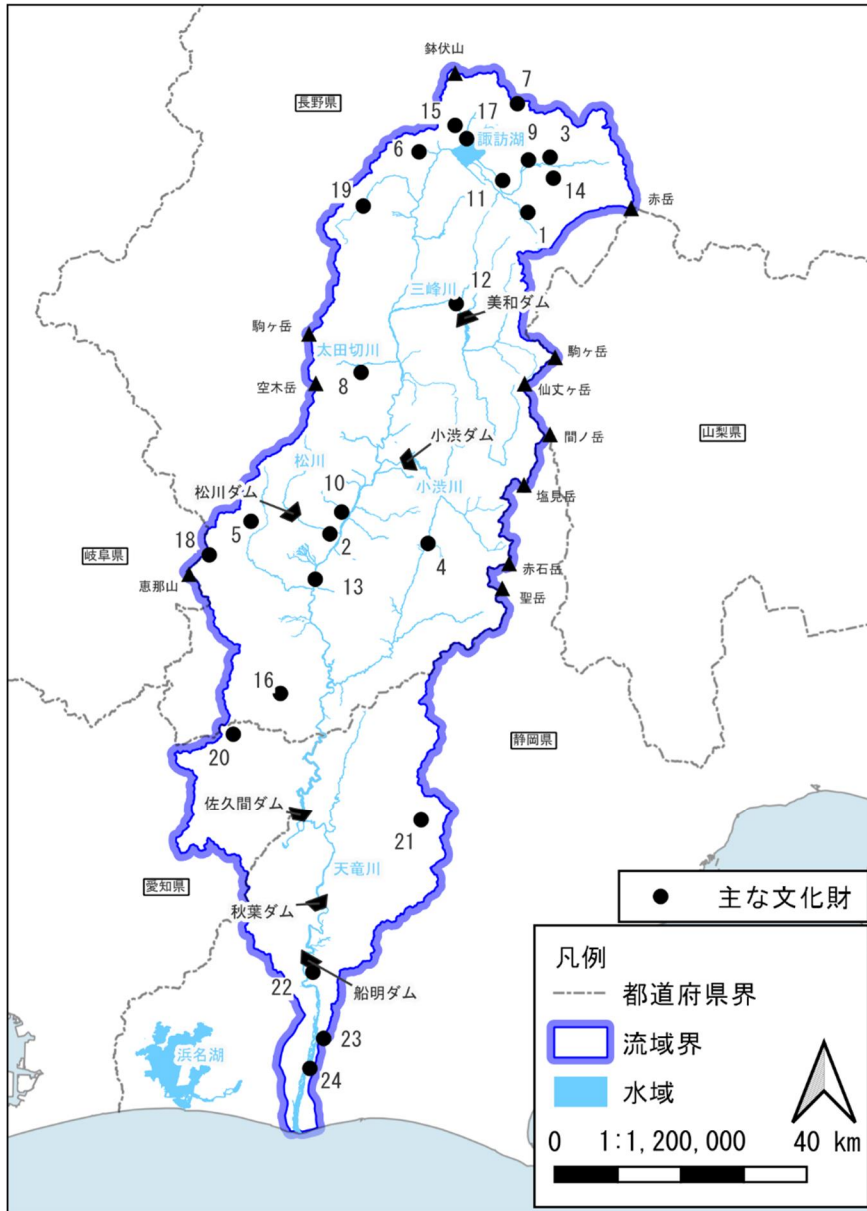 鉢伏山
長野県
7
15
17
9
3
諏訪湖
6
11
14
19
1
赤岳
12
三峰川
美和ダム
駒ヶ岳
太田切川
駒ヶ岳
空木岳
8
仙丈ヶ岳
小渋ダム
間ノ岳
山梨県
松川
10
松川ダム
小渋川
塩見岳
5
2
4
18
岐阜県
恵那山
13
赤石岳
聖岳
16
20
静岡県
佐久間ダム
21
天竜川
愛知県
秋葉ダム
主な文化財
22
船明ダム
浜名湖
23
24
凡例
都道府県界
流域界
水域
0 1:1,200,000 40 km